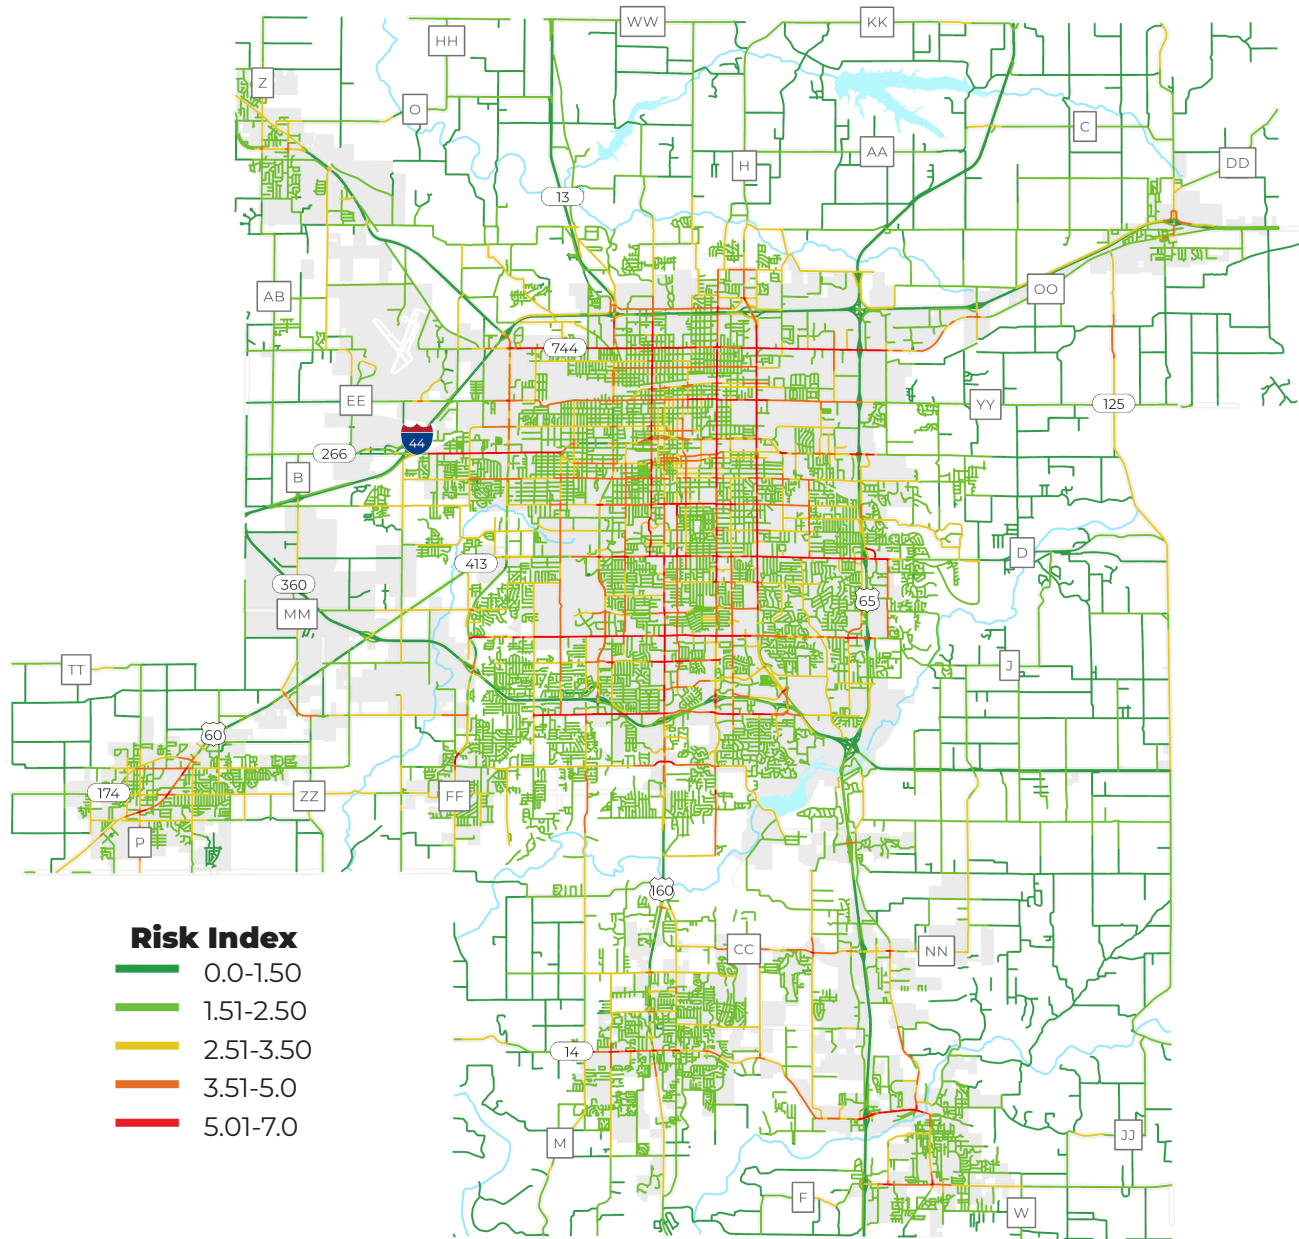 WW
KK
HH
Z
O
C
AA
H
DD
13
AB
OO
744
EE
YY
125
44
266
B
D
413
360
MM
65
J
TT
60
174
ZZ
FF
P
160
CC
NN
Risk Index
0.0-1.50
1.51-2.50
2.51-3.50
3.51-5.0
5.01-7.0
14
M
JJ
F
W